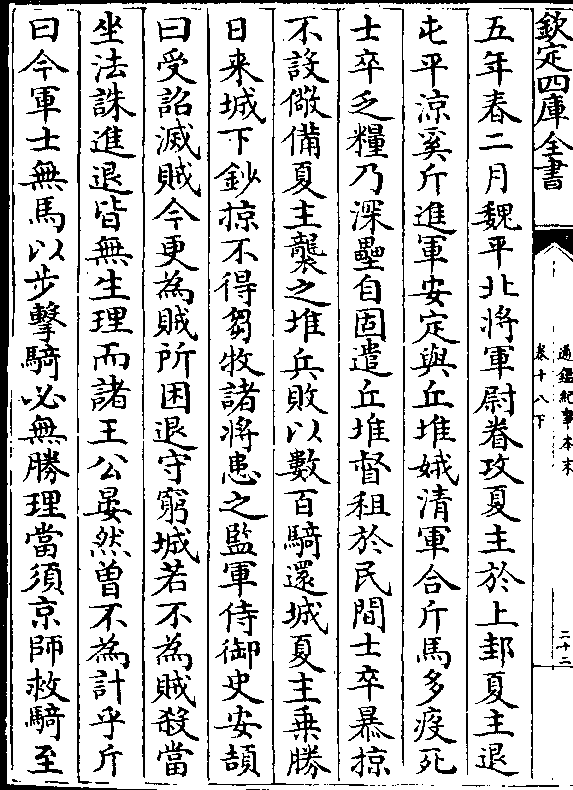 欽定四庫全書
通鑑紀事本末
卷十八下
二十三
五年春二月魏平北將軍尉眷攻夏主於上邽夏主退
屯平涼奚斤進軍安定與丘堆娥清軍合斤馬多疫死
士卒乏糧乃深壘自固遣丘堆督租於民間士卒暴掠
不設儆備夏主襲之堆兵敗以數百騎還城夏主乗勝
日来城下鈔掠不得芻牧諸將患之監軍侍御史安頡
曰受詔滅賊今更為賊所困退守窮城若不為賊殺當
坐法誅進退皆無生理而諸王公晏然曽不為計乎斤
曰今軍士無馬以步擊騎必無勝理當須京師救騎至